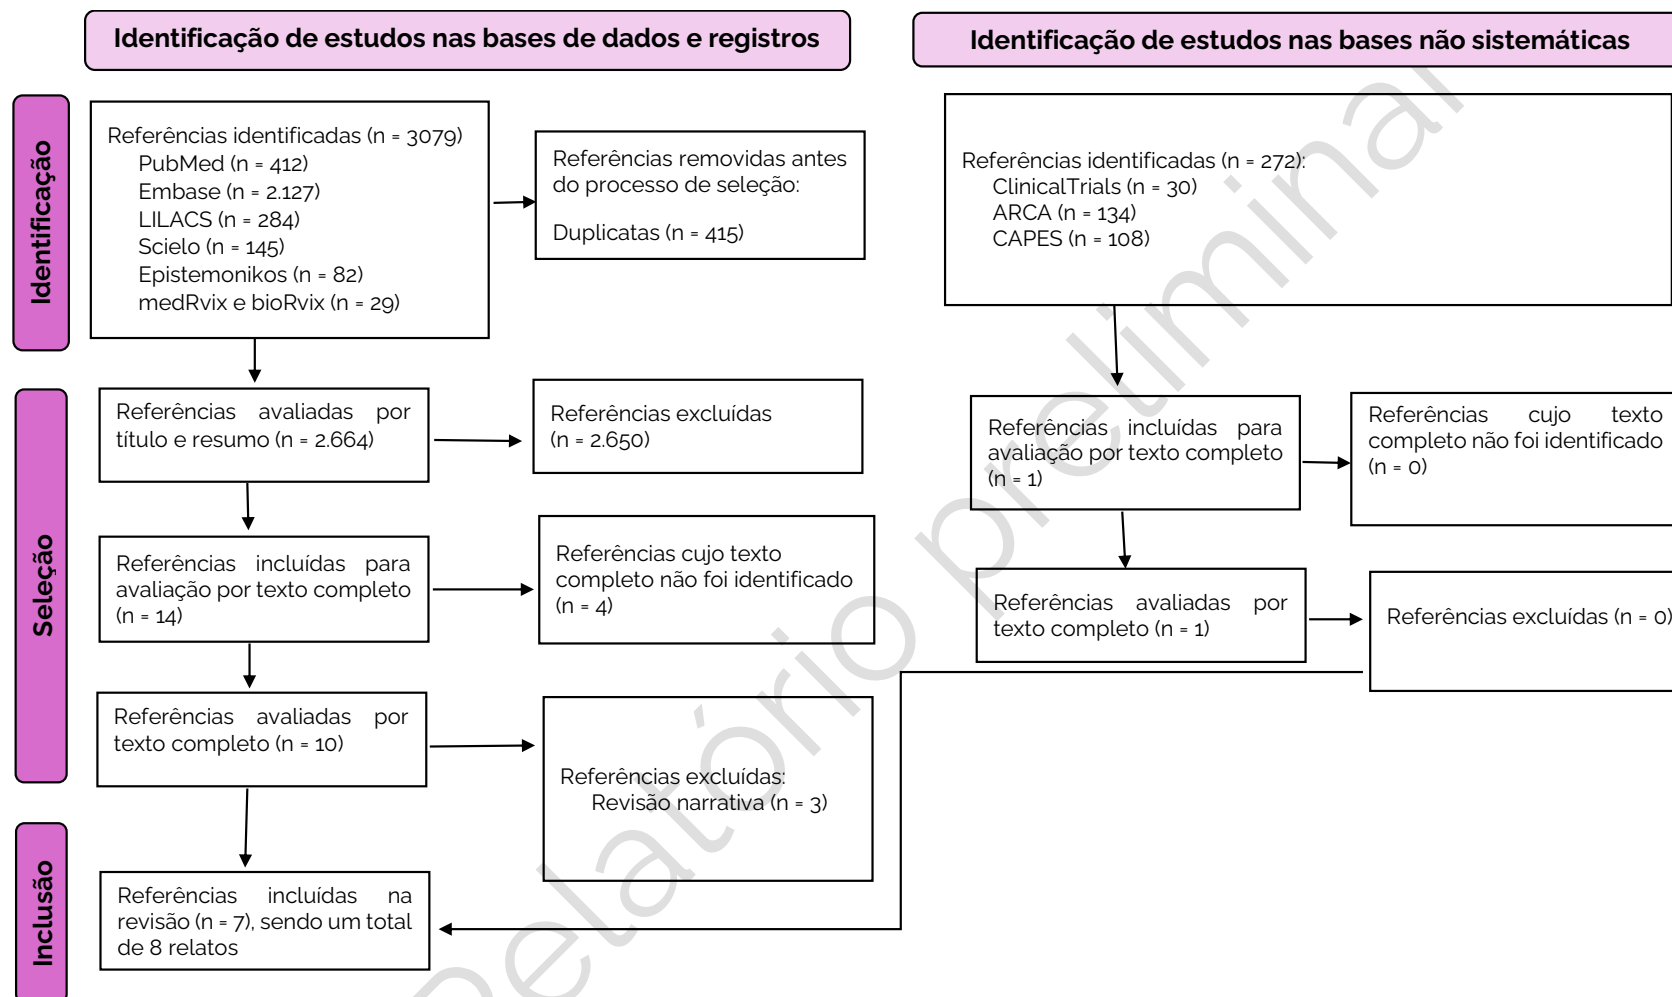 Identificação de estudos nas bases de dados e registros
Identificação de estudos nas bases não sistemáticas
Identificação
Referências identificadas (n = 3079)
PubMed (n = 412)
Embase (n = 2.127)
LILACS (n = 284)
Scielo (n = 145)
Epistemonikos (n = 82)
medRvix e bioRvix (n = 29)
Referências removidas antes
do processo de seleção:
Duplicatas (n = 415)
Referências identificadas (n = 272):
ClinicalTrials (n = 30)
ARCA (n = 134)
CAPES (n = 108)
Seleção
Referências avaliadas por
título e resumo (n = 2.664)
Referências excluídas
(n = 2.650)
Referências incluídas para
avaliação por texto completo
(n = 1)
Referências cujo texto
completo não foi identificado
(n = 0)
Referências incluídas para
avaliação por texto completo
(n = 14)
Referências cujo texto
completo não foi identificado
(n = 4)
Referências avaliadas por
texto completo (n = 1)
Referências excluídas (n = 0)
Referências avaliadas por
texto completo (n = 10)
Referências excluídas:
Revisão narrativa (n = 3)
Inclusão
Referências incluídas na
revisão (n = 7), sendo um total
de 8 relatos
Relatório preliminar